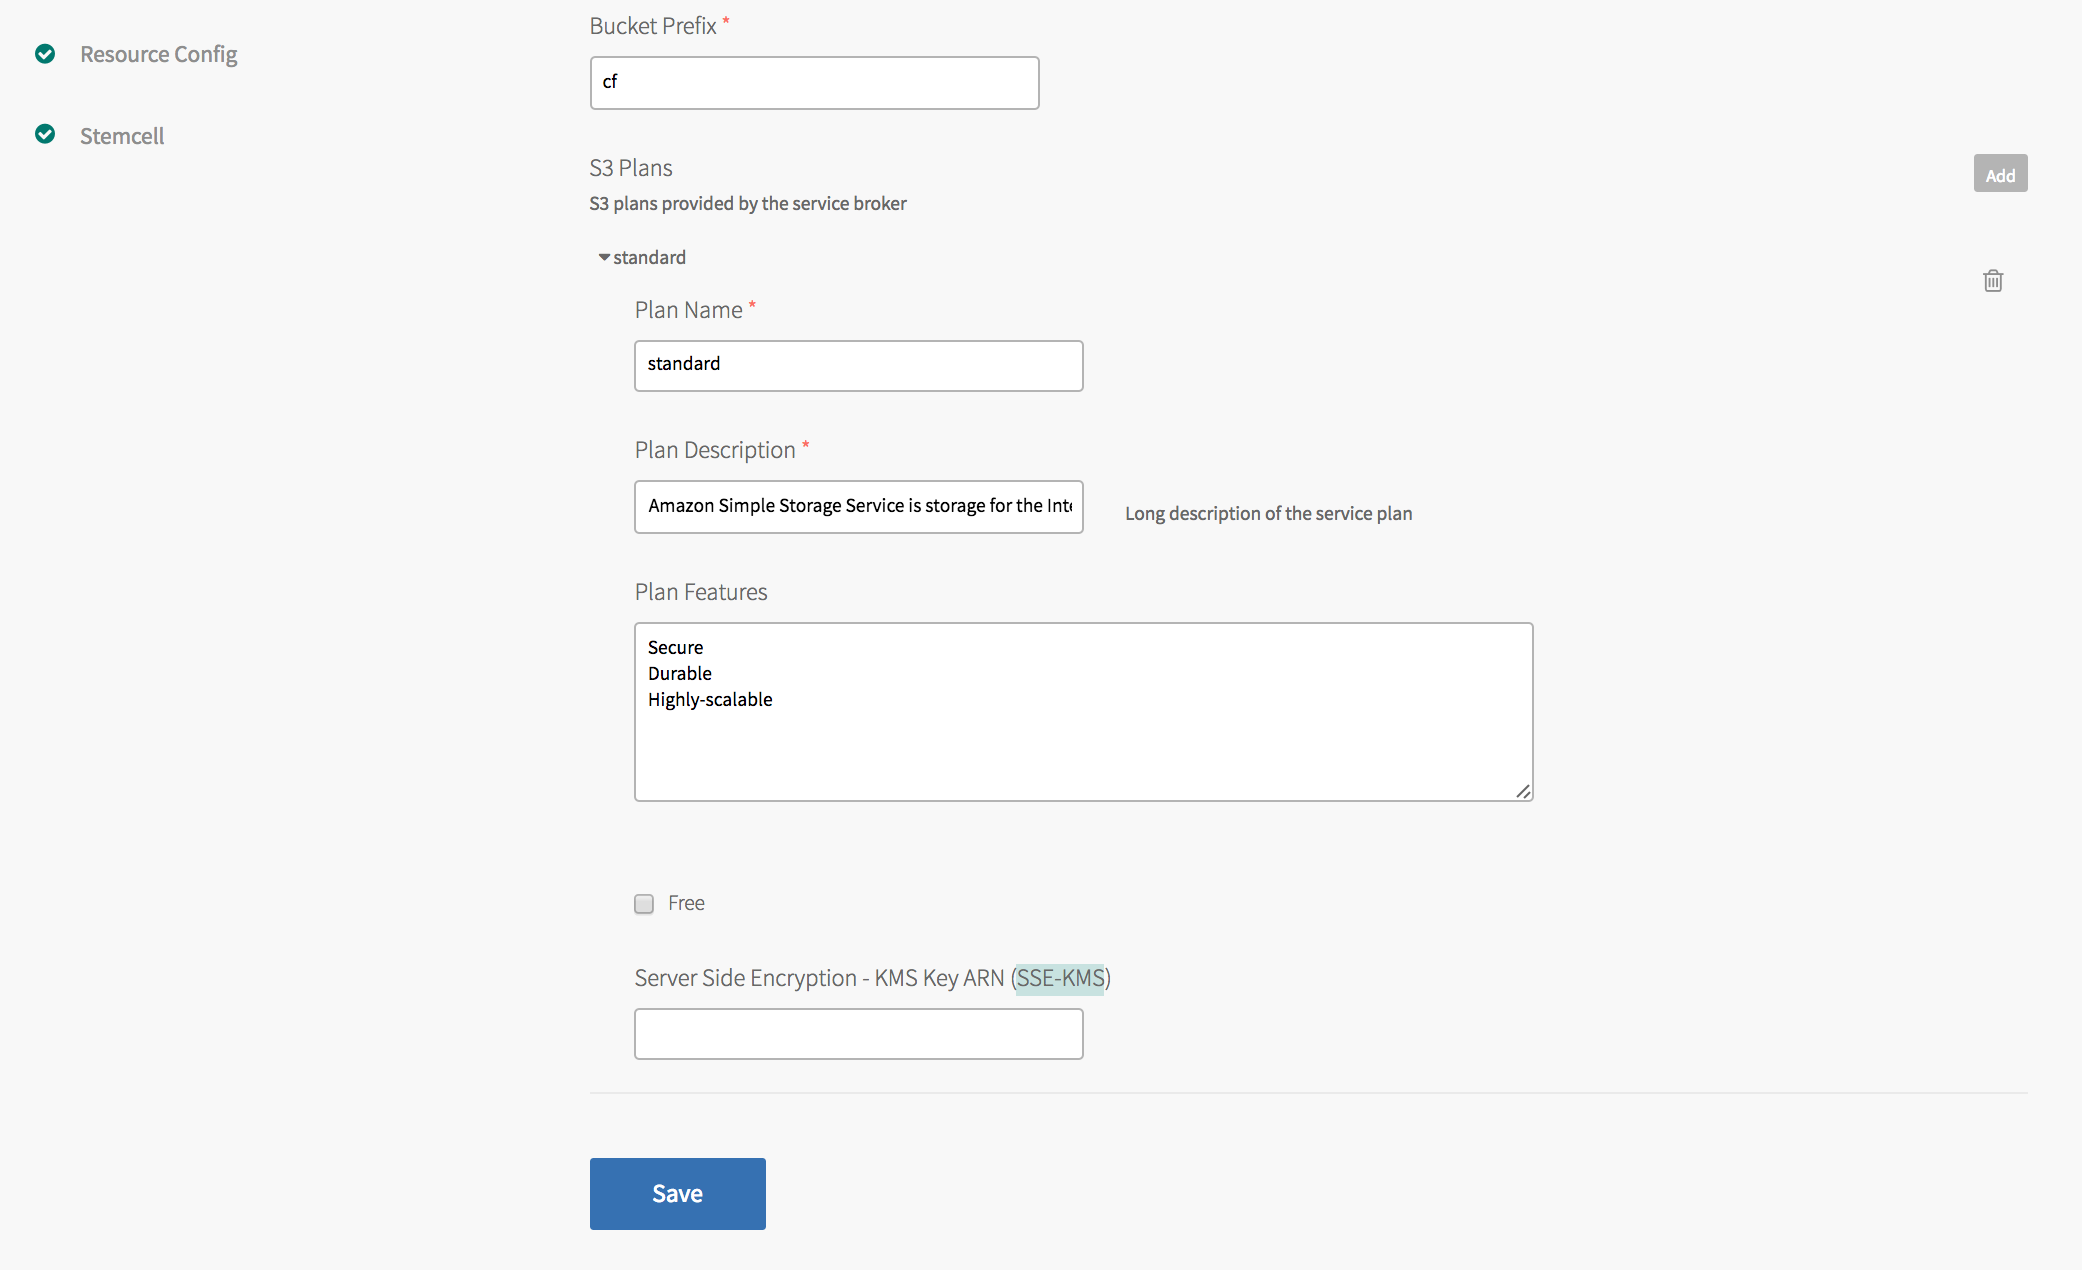 Resource Config
Stemcell
Bucket Prefix *
cf
S3 Plans
Add
S3 plans provided by the service broker
standard
Plan Name *
standard
Plan Description *
Amazon Simple Storage Service is storage for the Inte
Long description of the service plan
Plan Features
Secure
Durable
Highly-scalable
Free
Server Side Encryption - KMS Key ARN (SSE-KMS)
Save